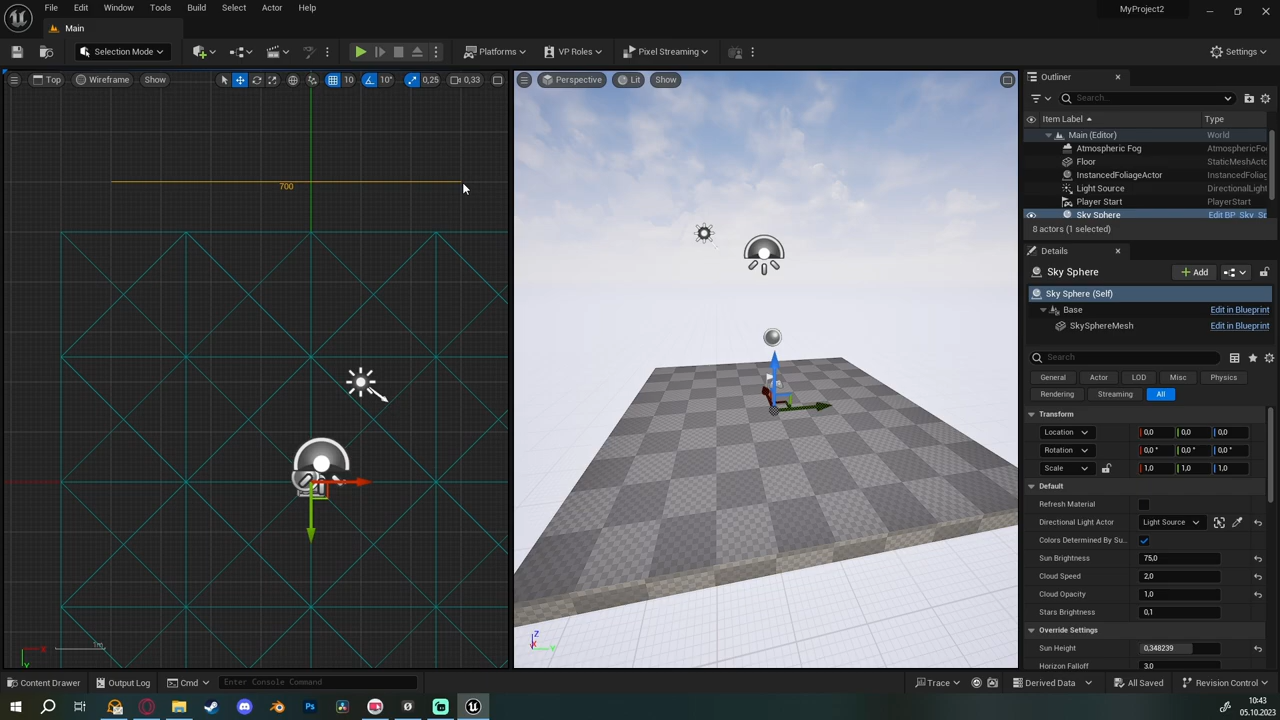 File Edit Window Tools Build Select Actor Help
MyProject2
Main
Selection Mode
Platforms
VP Roles
Pixel Streaming
Settings
Top Wireframe Show 10 10° 0,25 0,33
Perspective Lit Show
700
1m
X
Y
Z
Y
Outliner
Search...
Item Label Type
Main (Editor) World
Atmospheric Fog AtmosphericFog
Floor StaticMeshActo
InstancedFoliageActor InstancedFoliag
Light Source DirectionalLight
Player Start PlayerStart
Sky Sphere Edit BP_Sky_Sp
8 actors (1 selected)
Details
Sky Sphere Add
Sky Sphere (Self)
Base Edit in Blueprint
SkySphereMesh Edit in Blueprint
Search
General Actor LOD Misc Physics
Rendering Streaming All
Transform
Location 0,0 0,0 0,0
Rotation 0,0 ° 0,0 ° 0,0 °
Scale 1,0 1,0 1,0
Default
Refresh Material
Directional Light Actor Light Source
Colors Determined By Su...
Sun Brightness 75,0
Cloud Speed 2,0
Cloud Opacity 1,0
Stars Brightness 0,1
Override Settings
Sun Height 0,348239
Horizon Falloff 3,0
Content Drawer Output Log Cmd Enter Console Command
Trace Derived Data All Saved Revision Control
10:43
05.10.2023